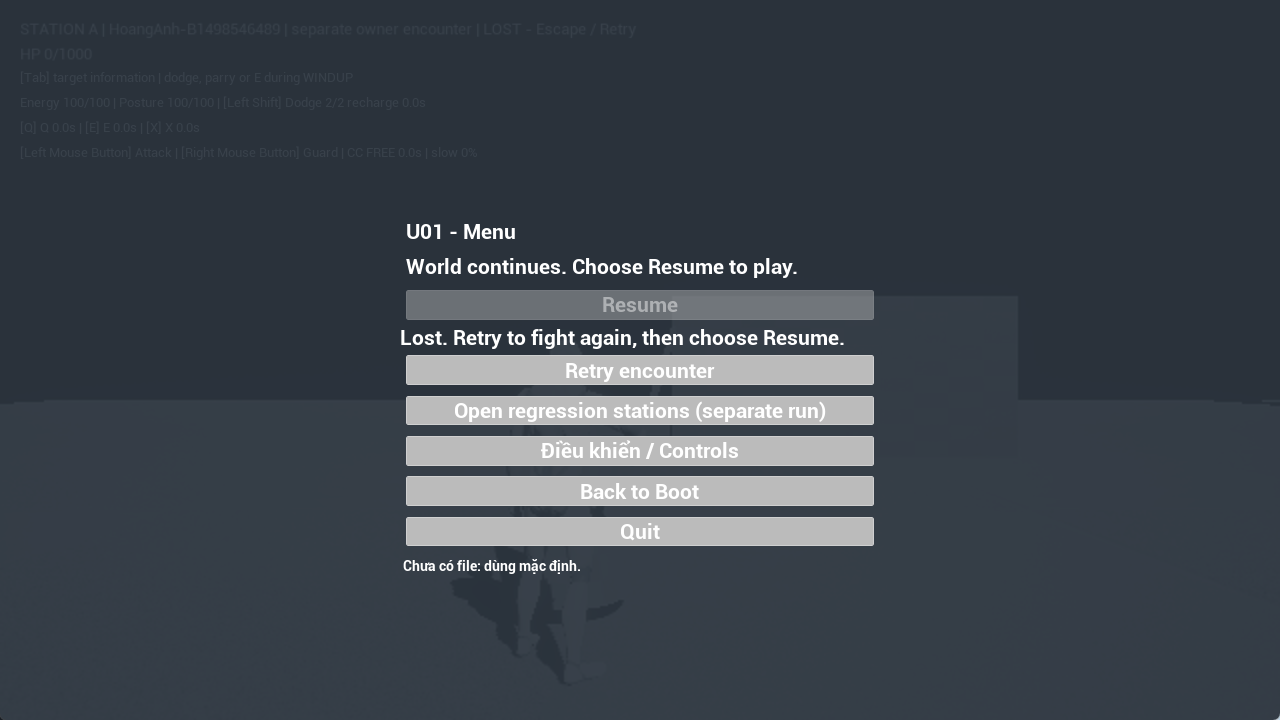 STATION A | HoangAnh-B1498546489 | separate owner encounter | LOST - Escape / Retry
HP 0/1000
[Tab] target information | dodge, parry or E during WINDUP
Energy 100/100 | Posture 100/100 | [Left Shift] Dodge 2/2 recharge 0.0s
[Q] Q 0.0s | [E] E 0.0s | [X] X 0.0s
[Left Mouse Button] Attack | [Right Mouse Button] Guard | CC FREE 0.0s | slow 0%
U01 - Menu
World continues. Choose Resume to play.
Resume
Lost. Retry to fight again, then choose Resume.
Retry encounter
Open regression stations (separate run)
Điều khiển / Controls
Back to Boot
Quit
Chưa có file: dùng mặc định.